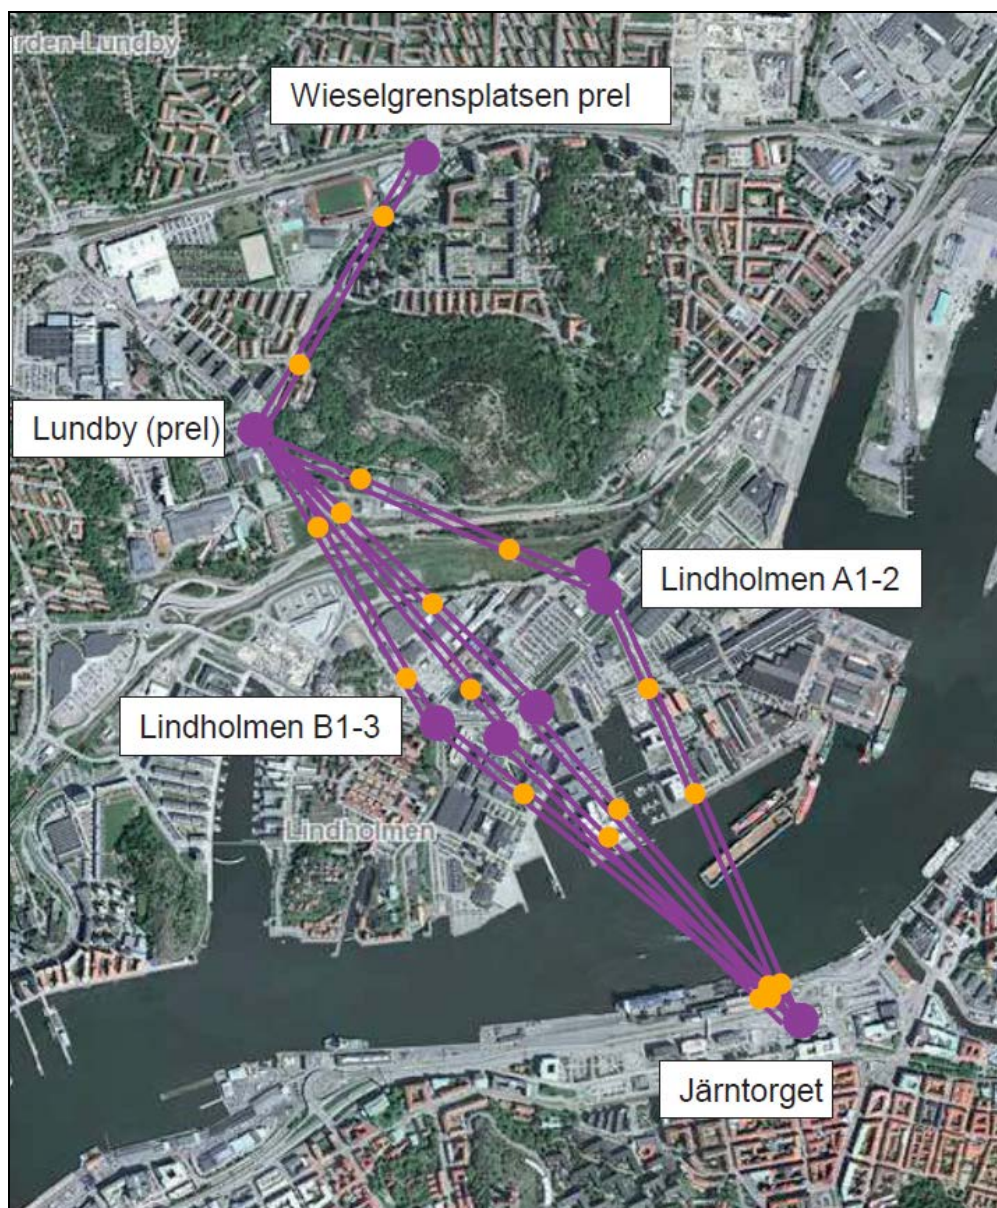 rden-Lundby
Wieselgrensplatsen prel
Lundby (prel)
Lindholmen A1-2
Lindholmen B1-3
Lindholmen
Järntorget